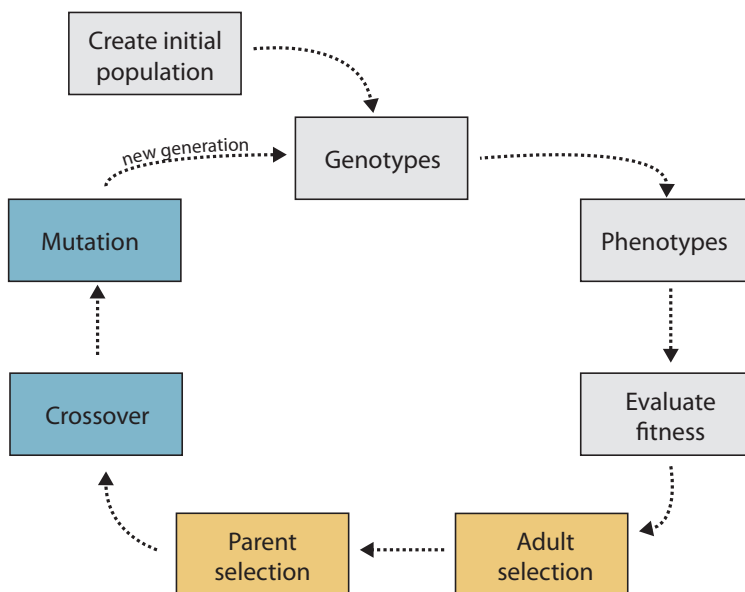 Create initial
population
new generation
Genotypes
Mutation
Phenotypes
Crossover
Evaluate
fitness
Parent
selection
Adult
selection